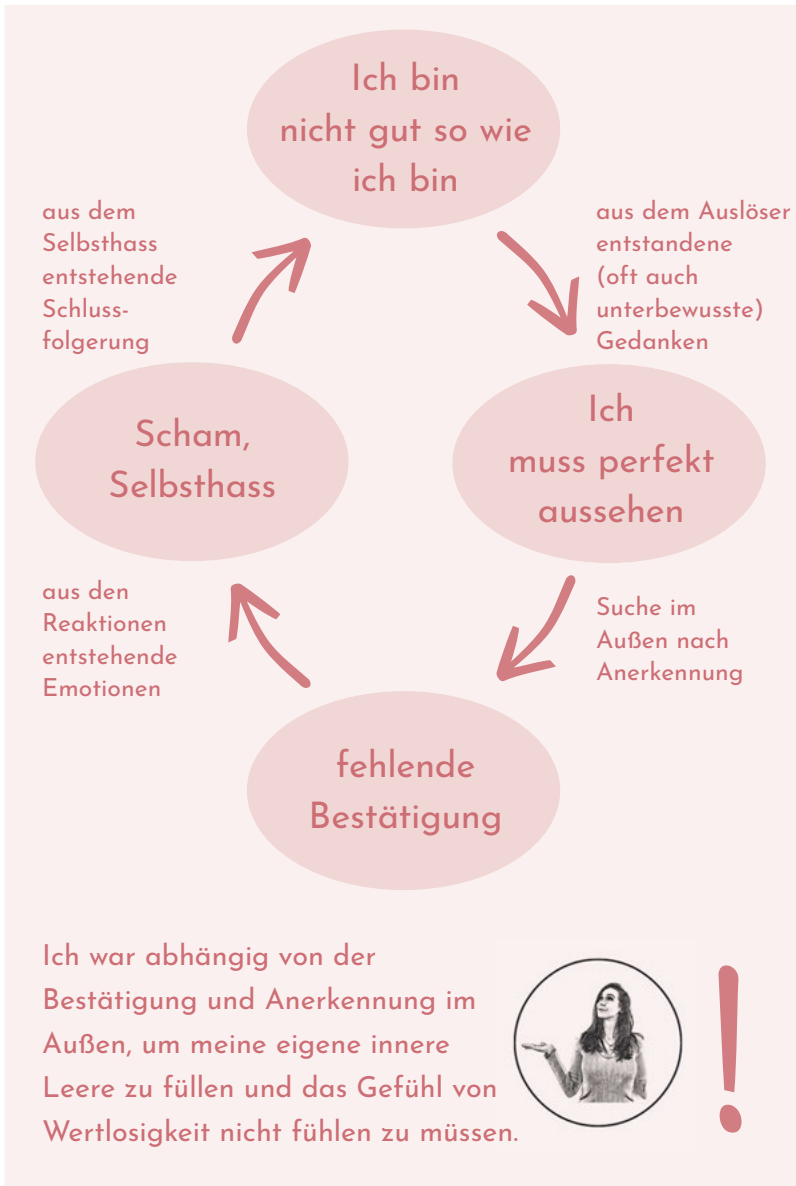 Ich bin
nicht gut so wie
ich bin
aus dem Auslöser
entstandene
(oft auch
unterbewusste)
Gedanken
Ich
muss perfekt
aussehen
Suche im
Außen nach
Anerkennung
fehlende
Bestätigung
aus den
Reaktionen
entstehende
Emotionen
Scham,
Selbsthass
aus dem
Selbsthass
entstehende
Schluss-
folgerung
Ich war abhängig von der
Bestätigung und Anerkennung im
Außen, um meine eigene innere
Leere zu füllen und das Gefühl von
Wertlosigkeit nicht fühlen zu müssen.
!